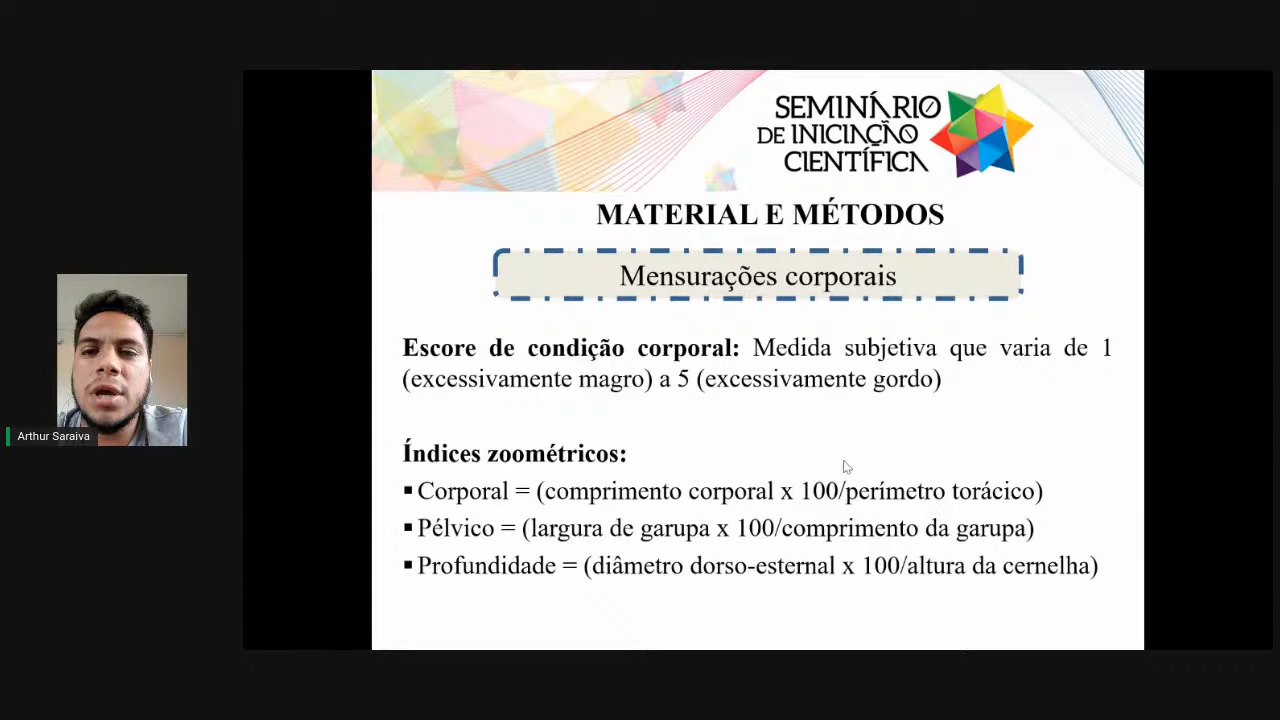 SEMINÁRIO
DE INICIAÇÃO
CIENTÍFICA
MATERIAL E MÉTODOS
Mensurações corporais
Escore de condição corporal: Medida subjetiva que varia de 1
(excessivamente magro) a 5 (excessivamente gordo)
Arthur Saraiva
Índices zoométricos:
▪ Corporal = (comprimento corporal x 100/perímetro torácico)
▪ Pélvico = (largura de garupa x 100/comprimento da garupa)
▪ Profundidade = (diâmetro dorso-esternal x 100/altura da cernelha)